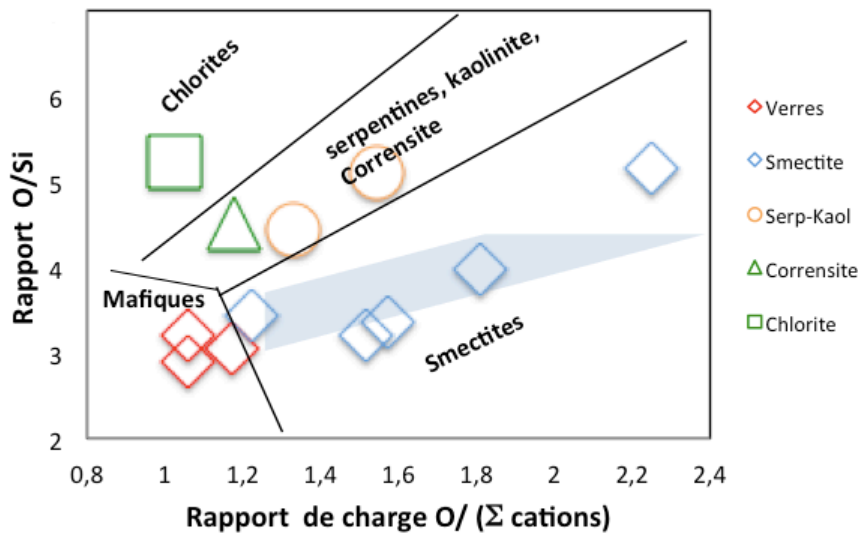 Rapport O/Si
6
5
4
3
2
0,8
1
1,2
1,4
1,6
1,8
2
2,2
2,4
Rapport de charge O/ (Σ cations)
Chlorites
serpentines, kaolinite,
Corrensite
Mafiques
Smectites
Verres
Smectite
Serp-Kaol
Corrensite
Chlorite